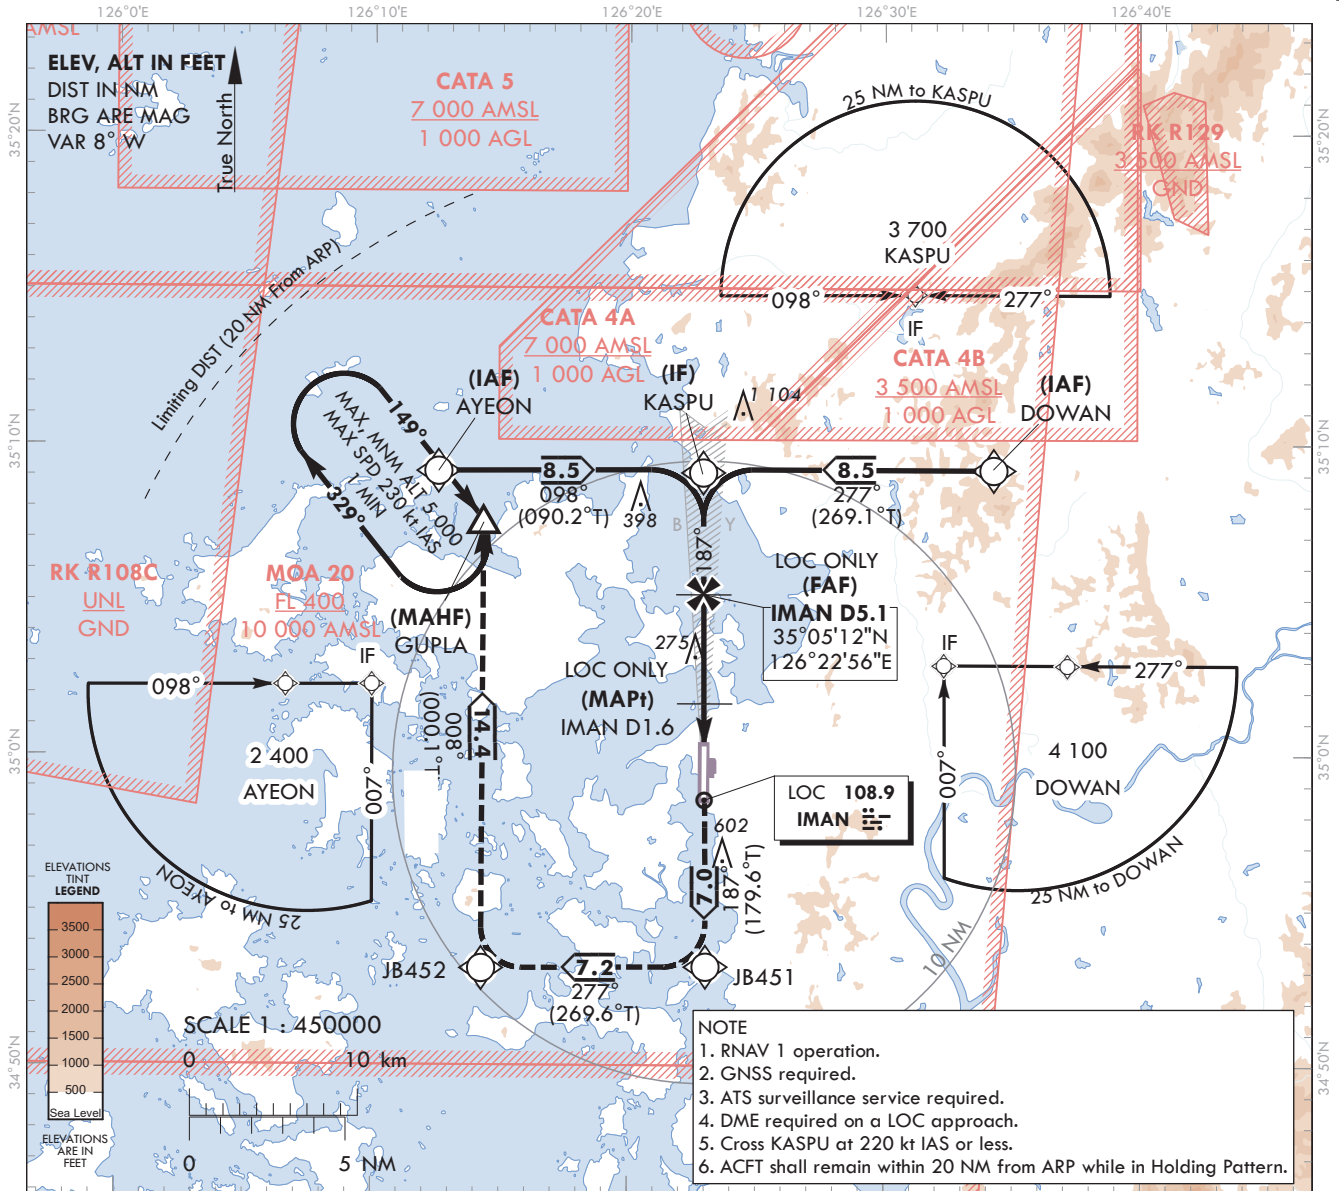 126°0'E
126°10'E
126°20'E
126°30'E
126°40'E
AMSL
ELEV, ALT IN FEET
DIST IN NM
BRG ARE MAG
VAR 8° W
True North
CATA 5
7 000 AMSL
1 000 AGL
25 NM to KASPU
RK R129
3 500 AMSL
GND
35°20'N
35°20'N
3 700
KASPU
098°
277°
IF
Limiting DIST (20 NM From ARP)
CATA 4A
7 000 AMSL
1 000 AGL
CATA 4B
3 500 AMSL
1 000 AGL
(IAF)
AYEON
(IF)
KASPU
1 104
(IAF)
DOWAN
35°10'N
35°10'N
149°
MAX, MNM ALT 5 000
MAX SPD 230 kt IAS
1 MIN
329°
8.5
098°
(090.2°T)
398
8.5
277°
(269.1°T)
B
Y
187°
LOC ONLY
(FAF)
IMAN D5.1
35°05'12"N
126°22'56"E
RK R108C
UNL
GND
MOA 20
FL 400
10 000 AMSL
(MAHF)
GUPLA
275
LOC ONLY
(MAPt)
IMAN D1.6
IF
098°
2 400
AYEON
007°
25 NM to AYEON
14.4
008°
(000.1°T)
IF
277°
007°
4 100
DOWAN
25 NM to DOWAN
35°0'N
35°0'N
LOC 108.9
IMAN
602
7.0
187°
(179.6°T)
10 NM
JB452
7.2
277°
(269.6°T)
JB451
ELEVATIONS
TINT
LEGEND
3500
3000
2500
2000
1500
1000
500
Sea Level
ELEVATIONS
ARE IN
FEET
34°50'N
34°50'N
SCALE 1 : 450000
0
10 km
0
5 NM
NOTE
1. RNAV 1 operation.
2. GNSS required.
3. ATS surveillance service required.
4. DME required on a LOC approach.
5. Cross KASPU at 220 kt IAS or less.
6. ACFT shall remain within 20 NM from ARP while in Holding Pattern.